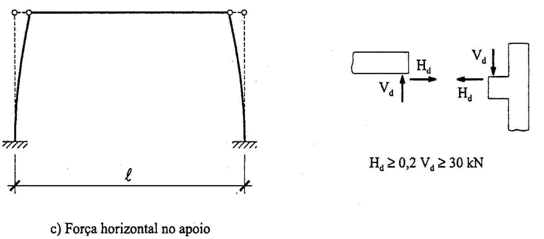 H_d
V_d
V_d
H_d
ℓ
H_d ≥ 0,2 V_d ≥ 30 kN
c) Força horizontal no apoio